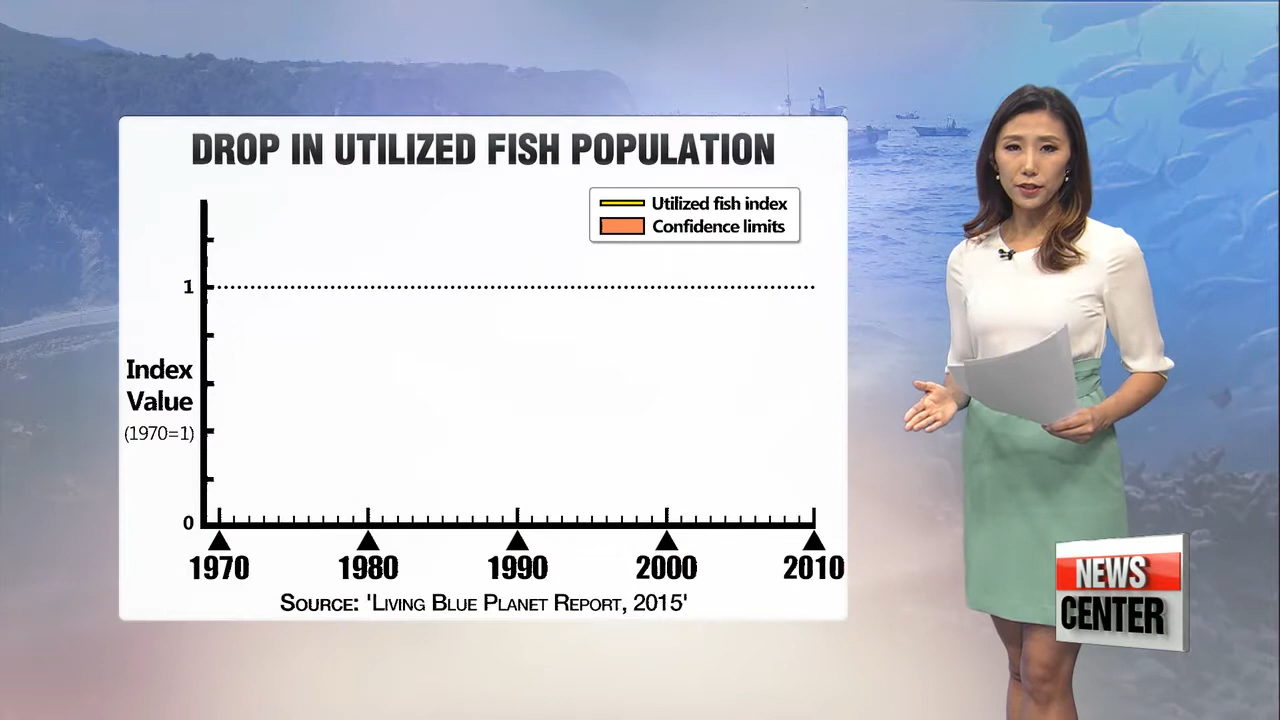 DROP IN UTILIZED FISH POPULATION
Utilized fish index
Confidence limits
1
Index
Value
(1970=1)
0
1970 1980 1990 2000 2010
SOURCE: 'LIVING BLUE PLANET REPORT, 2015'
NEWS
CENTER